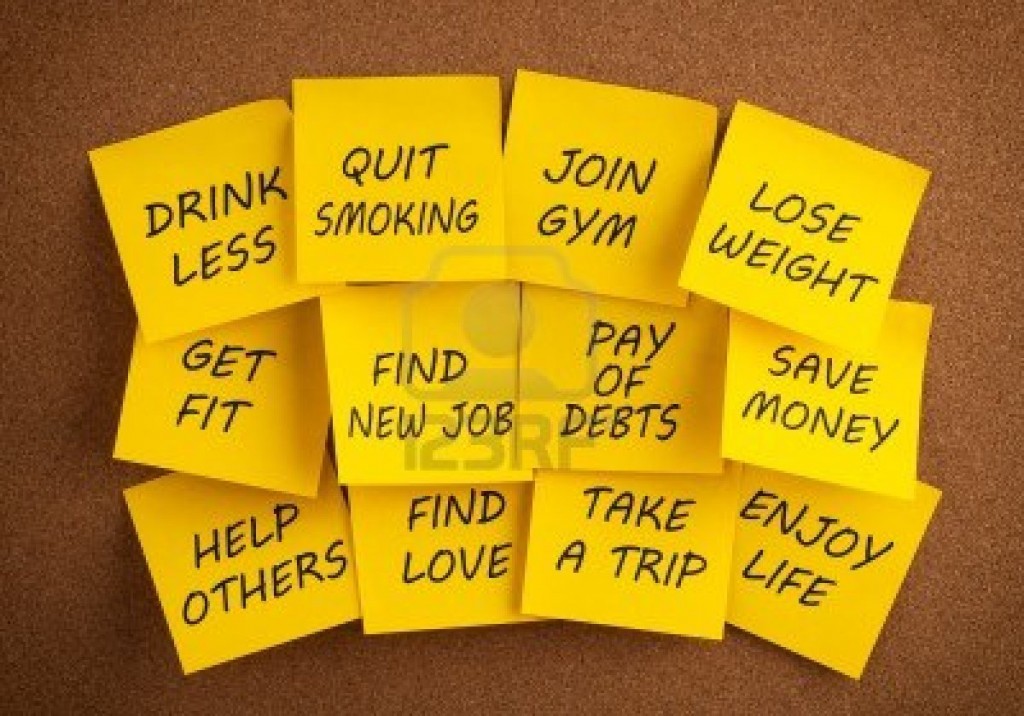 DRINK
LESS
QUIT
SMOKING
JOIN
GYM
LOSE
WEIGHT
GET
FIT
FIND
NEW JOB
PAY
OF
DEBTS
SAVE
MONEY
HELP
OTHERS
FIND
LOVE
TAKE
A TRIP
ENJOY
LIFE
123RF